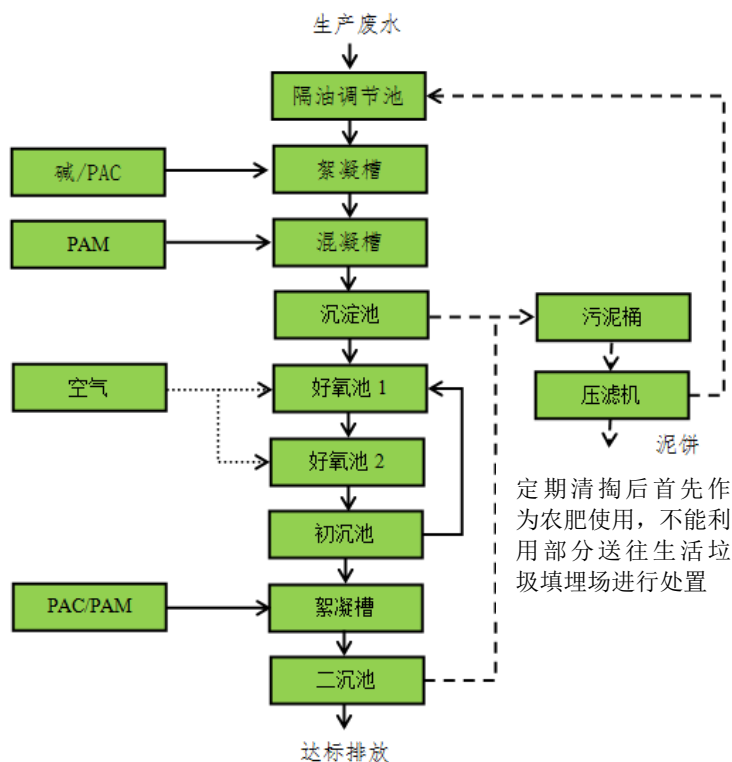 生产废水
隔油调节池
碱/PAC
絮凝槽
PAM
混凝槽
沉淀池
污泥桶
空气
好氧池 1
压滤机
泥饼
好氧池 2
定期清掏后首先作
为农肥使用，不能利
用部分送往生活垃
圾填埋场进行处置
初沉池
PAC/PAM
絮凝槽
二沉池
达标排放